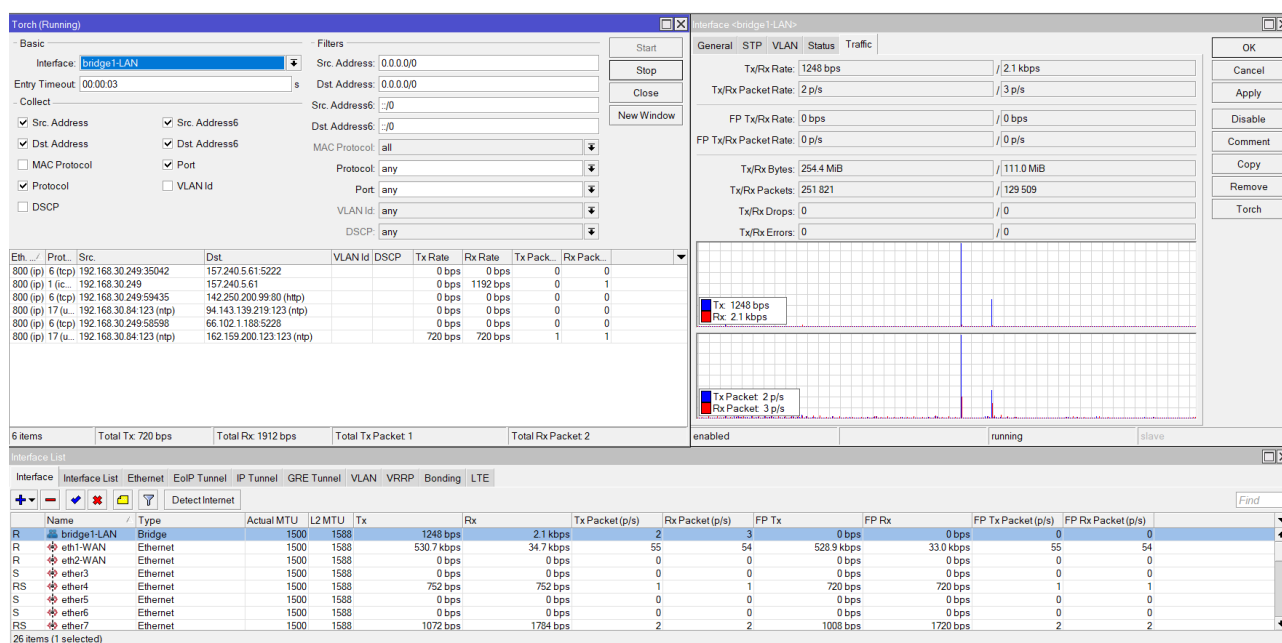 Torch (Running)
Basic
Interface: bridge1-LAN
Entry Timeout: 00:00:03 s
Collect
Src. Address
Src. Address6
Dst. Address
Dst. Address6
MAC Protocol
Port
Protocol
VLAN Id
DSCP
Filters
Src. Address: 0.0.0.0/0
Dst. Address: 0.0.0.0/0
Src. Address6: ::/0
Dst. Address6: ::/0
MAC Protocol: all
Protocol: any
Port: any
VLAN Id: any
DSCP: any
Start
Stop
Close
New Window
Eth. ... Prot... Src. Dst. VLAN Id DSCP Tx Rate Rx Rate Tx Pack... Rx Pack...
800 (ip) 6 (tcp) 192.168.30.249:35042 157.240.5.61:5222 0 bps 0 bps 0 0
800 (ip) 1 (ic... 192.168.30.249 157.240.5.61 0 bps 1192 bps 0 1
800 (ip) 6 (tcp) 192.168.30.249:59435 142.250.200.99:80 (http) 0 bps 0 bps 0 0
800 (ip) 17 (u... 192.168.30.84:123 (ntp) 94.143.139.219:123 (ntp) 0 bps 0 bps 0 0
800 (ip) 6 (tcp) 192.168.30.249:58598 66.102.1.188:5228 0 bps 0 bps 0 0
800 (ip) 17 (u... 192.168.30.84:123 (ntp) 162.159.200.123:123 (ntp) 720 bps 720 bps 1 1
6 items Total Tx: 720 bps Total Rx: 1912 bps Total Tx Packet: 1 Total Rx Packet: 2
Interface <bridge1-LAN>
General STP VLAN Status Traffic
Tx/Rx Rate: 1248 bps / 2.1 kbps
Tx/Rx Packet Rate: 2 p/s / 3 p/s
FP Tx/Rx Rate: 0 bps / 0 bps
FP Tx/Rx Packet Rate: 0 p/s / 0 p/s
Tx/Rx Bytes: 254.4 MiB / 111.0 MiB
Tx/Rx Packets: 251 821 / 129 509
Tx/Rx Drops: 0 / 0
Tx/Rx Errors: 0 / 0
Tx: 1248 bps
Rx: 2.1 kbps
Tx Packet: 2 p/s
Rx Packet: 3 p/s
OK
Cancel
Apply
Disable
Comment
Copy
Remove
Torch
enabled running slave
Interface List
Interface Interface List Ethernet EoIP Tunnel IP Tunnel GRE Tunnel VLAN VRRP Bonding LTE
Detect Internet Find
Name Type Actual MTU L2 MTU Tx Rx Tx Packet (p/s) Rx Packet (p/s) FP Tx FP Rx FP Tx Packet (p/s) FP Rx Packet (p/s)
R bridge1-LAN Bridge 1500 1588 1248 bps 2.1 kbps 2 3 0 bps 0 bps 0 0
R eth1-WAN Ethernet 1500 1588 530.7 kbps 34.7 kbps 55 54 528.9 kbps 33.0 kbps 55 54
R eth2-WAN Ethernet 1500 1588 0 bps 0 bps 0 0 0 bps 0 bps 0 0
S ether3 Ethernet 1500 1588 0 bps 0 bps 0 0 0 bps 0 bps 0 0
RS ether4 Ethernet 1500 1588 752 bps 752 bps 1 1 720 bps 720 bps 1 1
S ether5 Ethernet 1500 1588 0 bps 0 bps 0 0 0 bps 0 bps 0 0
S ether6 Ethernet 1500 1588 0 bps 0 bps 0 0 0 bps 0 bps 0 0
RS ether7 Ethernet 1500 1588 1072 bps 1784 bps 2 2 1008 bps 1720 bps 2 2
26 items (1 selected)